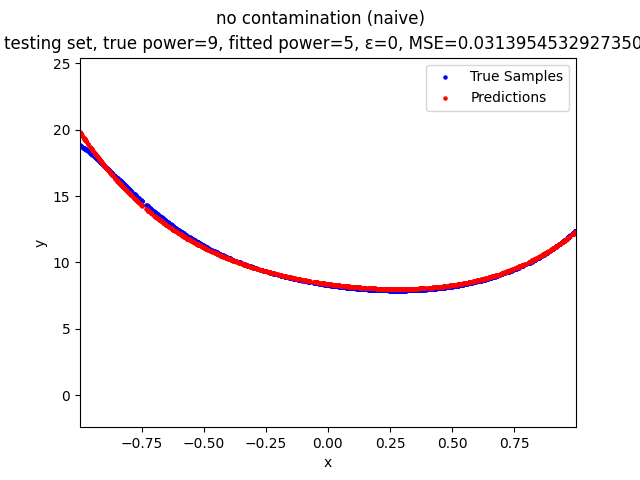 no contamination (naive)
testing set, true power=9, fitted power=5, ε=0, MSE=0.0313954532927350
25
20
15
10
5
0
y
True Samples
Predictions
−0.75 −0.50 −0.25 0.00 0.25 0.50 0.75
x